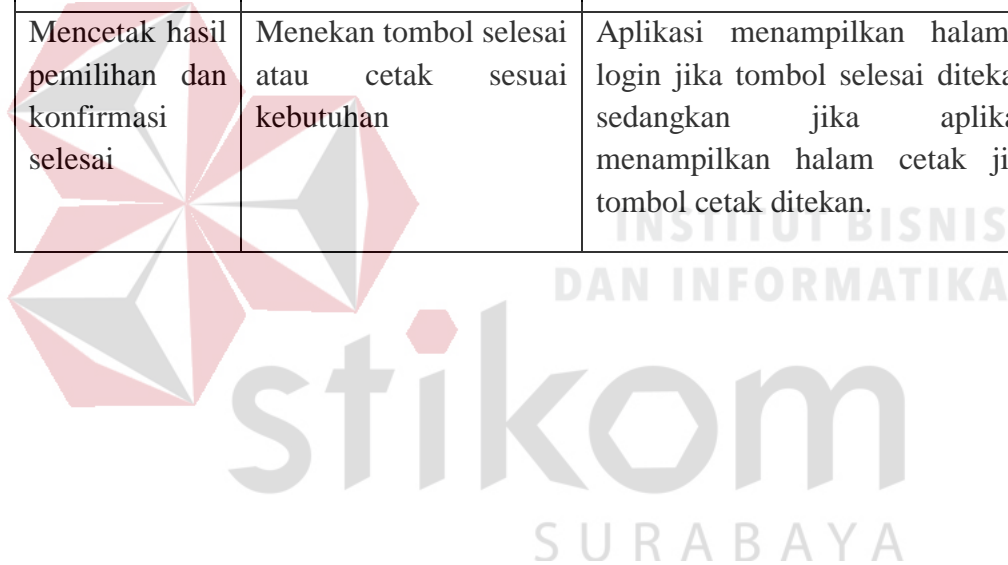 Mencetak hasil
pemilihan dan
konfirmasi
selesai
Menekan tombol selesai
atau cetak sesuai
kebutuhan
Aplikasi menampilkan halam
login jika tombol selesai diteka
sedangkan jika aplika
menampilkan halam cetak ji
tombol cetak ditekan.
INSTITUT BISNIS
DAN INFORMATIKA
stikom
SURABAYA